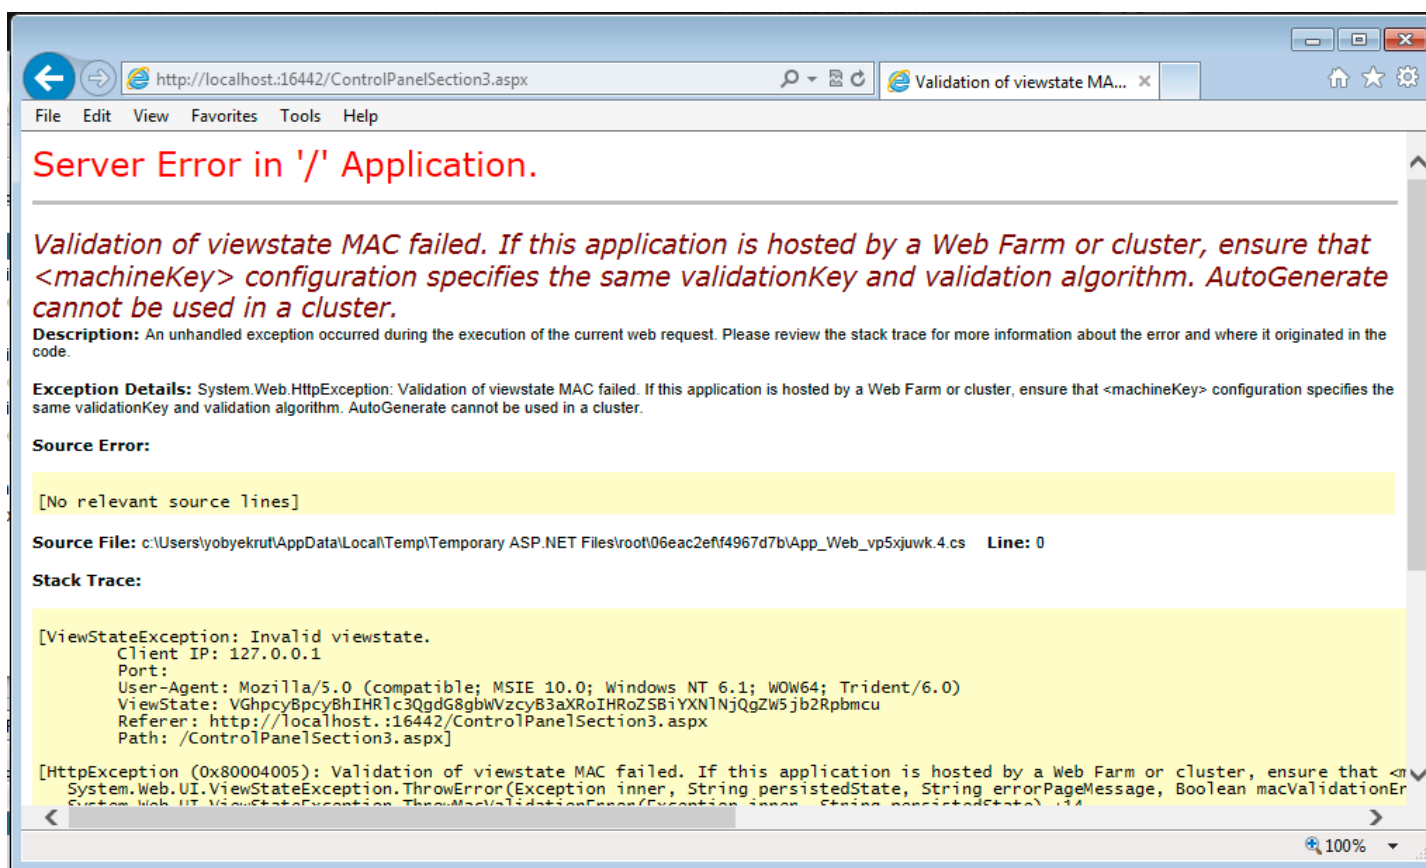 http://localhost.:16442/ControlPanelSection3.aspx
Validation of viewstate MA...
File Edit View Favorites Tools Help
Server Error in '/' Application.
Validation of viewstate MAC failed. If this application is hosted by a Web Farm or cluster, ensure that
<machineKey> configuration specifies the same validationKey and validation algorithm. AutoGenerate
cannot be used in a cluster.
Description: An unhandled exception occurred during the execution of the current web request. Please review the stack trace for more information about the error and where it originated in the
code.
Exception Details: System.Web.HttpException: Validation of viewstate MAC failed. If this application is hosted by a Web Farm or cluster, ensure that <machineKey> configuration specifies the
same validationKey and validation algorithm. AutoGenerate cannot be used in a cluster.
Source Error:
[No relevant source lines]
Source File: c:\Users\yobyekrut\AppData\Local\Temp\Temporary ASP.NET Files\root\06eac2ef\f4967d7b\App_Web_vp5xjuwk.4.cs Line: 0
Stack Trace:
[ViewStateException: Invalid viewstate.
Client IP: 127.0.0.1
Port:
User-Agent: Mozilla/5.0 (compatible; MSIE 10.0; Windows NT 6.1; WOW64; Trident/6.0)
ViewState: VGhpcyBpcyBhIHRlc3QgdG8gbWVzcyB3aXRoIHRoZSBiYXNlNjQgZW5jb2Rpbmcu
Referer: http://localhost.:16442/ControlPanelSection3.aspx
Path: /ControlPanelSection3.aspx]
[HttpException (0x80004005): Validation of viewstate MAC failed. If this application is hosted by a Web Farm or cluster, ensure that <m
System.Web.UI.ViewStateException.ThrowError(Exception inner, String persistedState, String errorPageMessage, Boolean macValidationEr
System.Web.UI.ViewStateException.ThrowMacValidationError(Exception inner, String persistedState) +14
100%